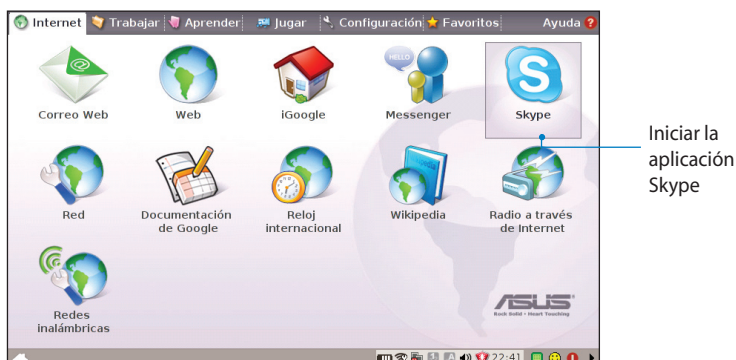 Internet Trabajar Aprender Jugar Configuración Favoritos Ayuda ?
@ HELLO S Wikipedia
Correo Web Web iGoogle Messenger Skype
Iniciar la
aplicación
Skype
Red Documentación
de Google Reloj
internacional Wikipedia Radio a través
de Internet
Redes
inalámbricas
ASUS
Rock Solid • Heart Touching
22:41